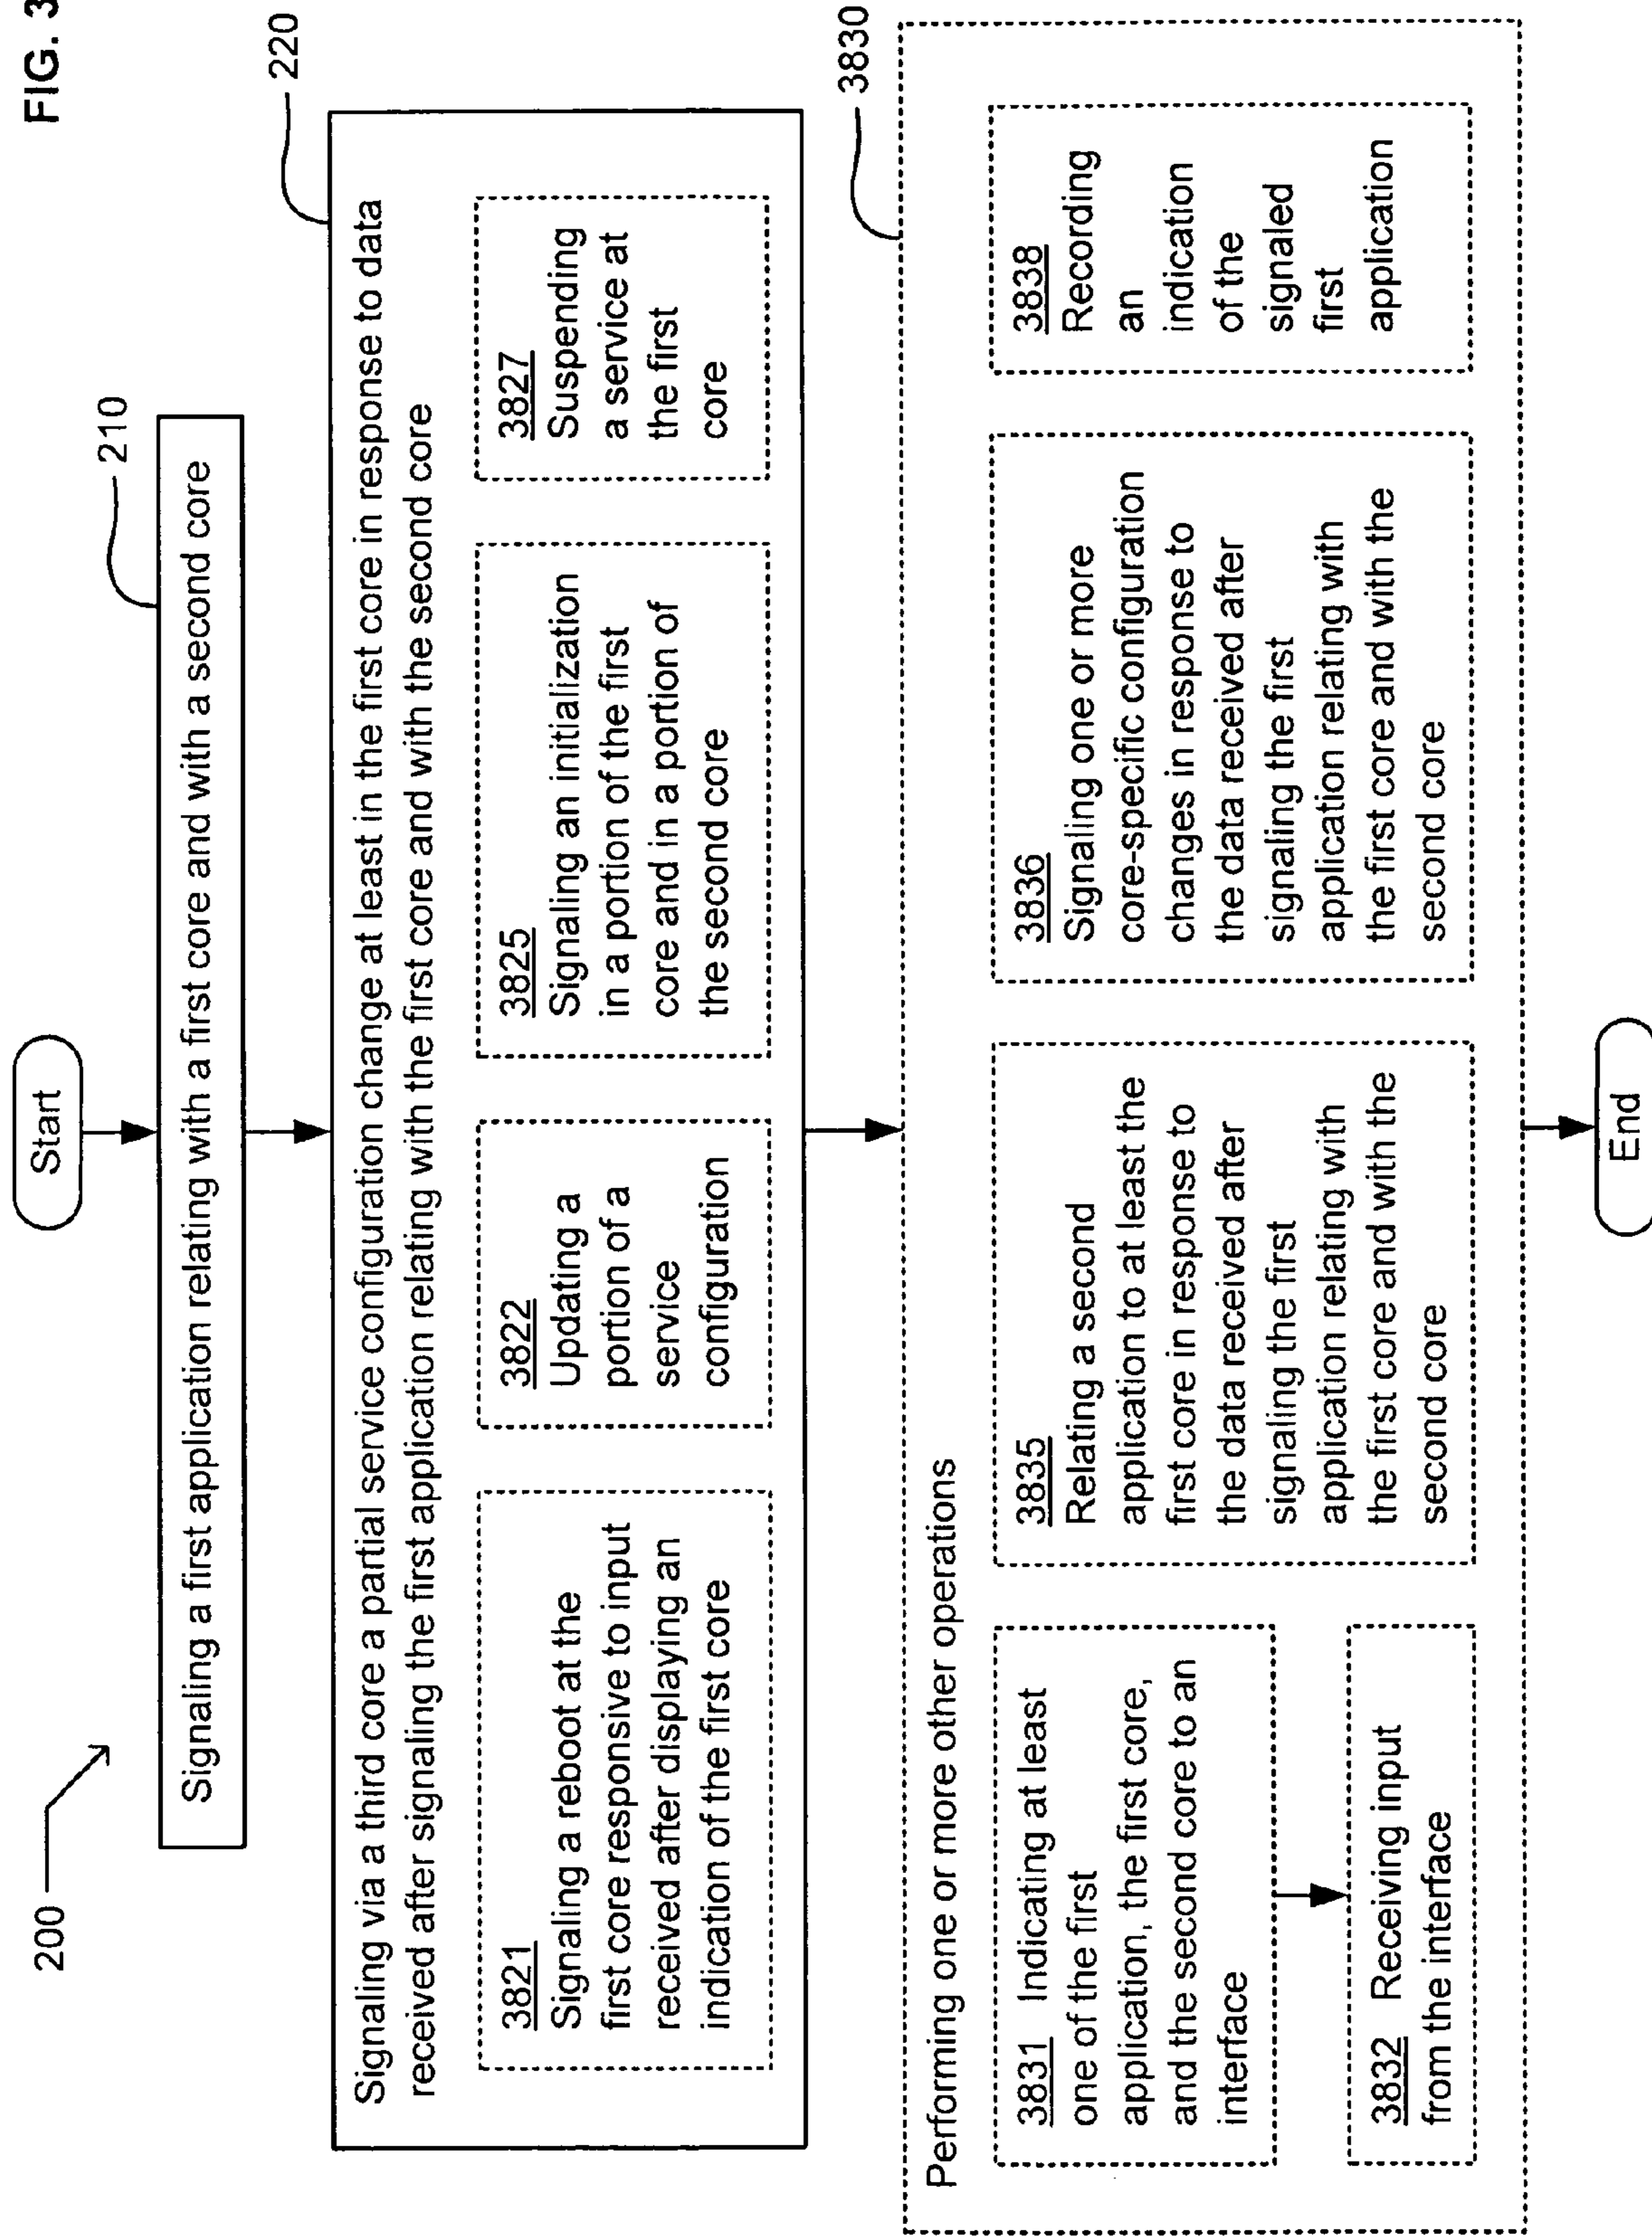 FIG. 3
200
Start
210
Signaling a first application relating with a first core and with a second core
220
Signaling via a third core a partial service configuration change at least in the first core in response to data
received after signaling the first application relating with the first core and with the second core
3821
Signaling a reboot at the
first core responsive to input
received after displaying an
indication of the first core
3822
Updating a
portion of a
service
configuration
3825
Signaling an initialization
in a portion of the first
core and in a portion of
the second core
3827
Suspending
a service at
the first
core
3830
Performing one or more other operations
3831 Indicating at least
one of the first
application, the first core,
and the second core to an
interface
3832 Receiving input
from the interface
3835
Relating a second
application to at least the
first core in response to
the data received after
signaling the first
application relating with
the first core and with the
second core
3836
Signaling one or more
core-specific configuration
changes in response to
the data received after
signaling the first
application relating with
the first core and with the
second core
3838
Recording
an
indication
of the
signaled
first
application
End